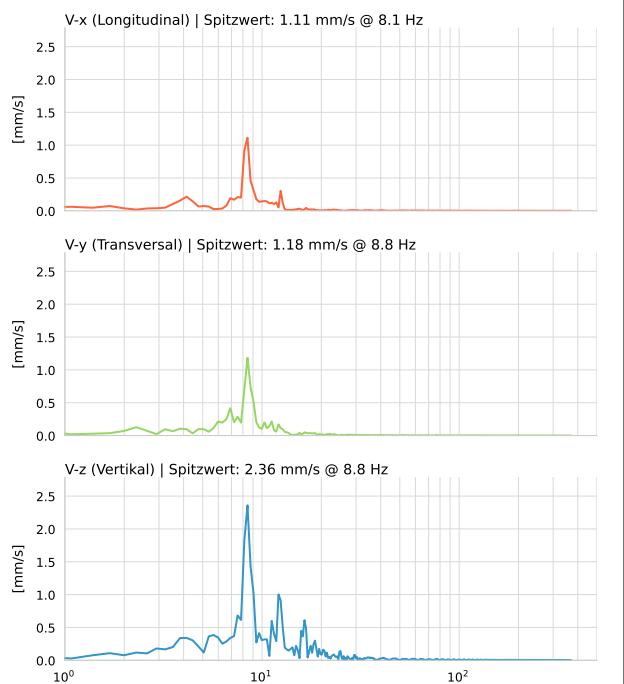 V-x (Longitudinal) | Spitzwert: 1.11 mm/s @ 8.1 Hz
[mm/s]
2.5
2.0
1.5
1.0
0.5
0.0
V-y (Transversal) | Spitzwert: 1.18 mm/s @ 8.8 Hz
[mm/s]
2.5
2.0
1.5
1.0
0.5
0.0
V-z (Vertikal) | Spitzwert: 2.36 mm/s @ 8.8 Hz
[mm/s]
2.5
2.0
1.5
1.0
0.5
0.0
10⁰ 10¹ 10²